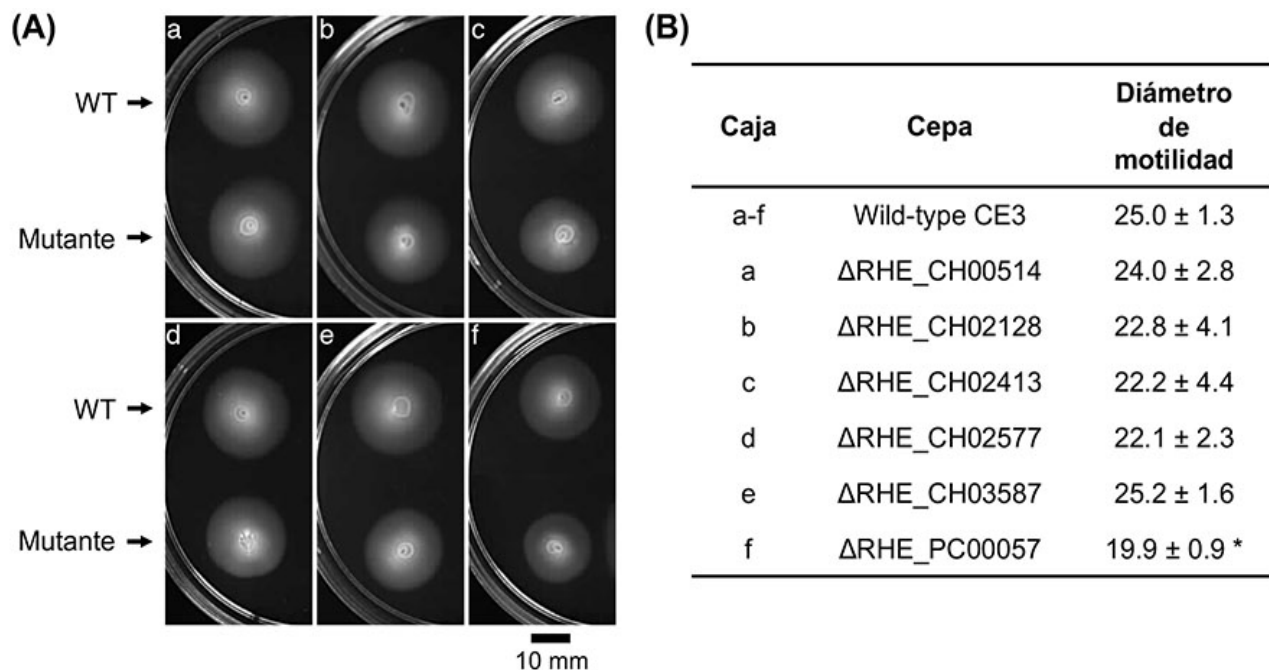 (A)
a b c
WT
Mutante
d e f
WT
Mutante
10 mm
(B)
Caja Cepa Diámetro
de
motilidad
a-f Wild-type CE3 25.0 ± 1.3
a ΔRHE_CH00514 24.0 ± 2.8
b ΔRHE_CH02128 22.8 ± 4.1
c ΔRHE_CH02413 22.2 ± 4.4
d ΔRHE_CH02577 22.1 ± 2.3
e ΔRHE_CH03587 25.2 ± 1.6
f ΔRHE_PC00057 19.9 ± 0.9 *